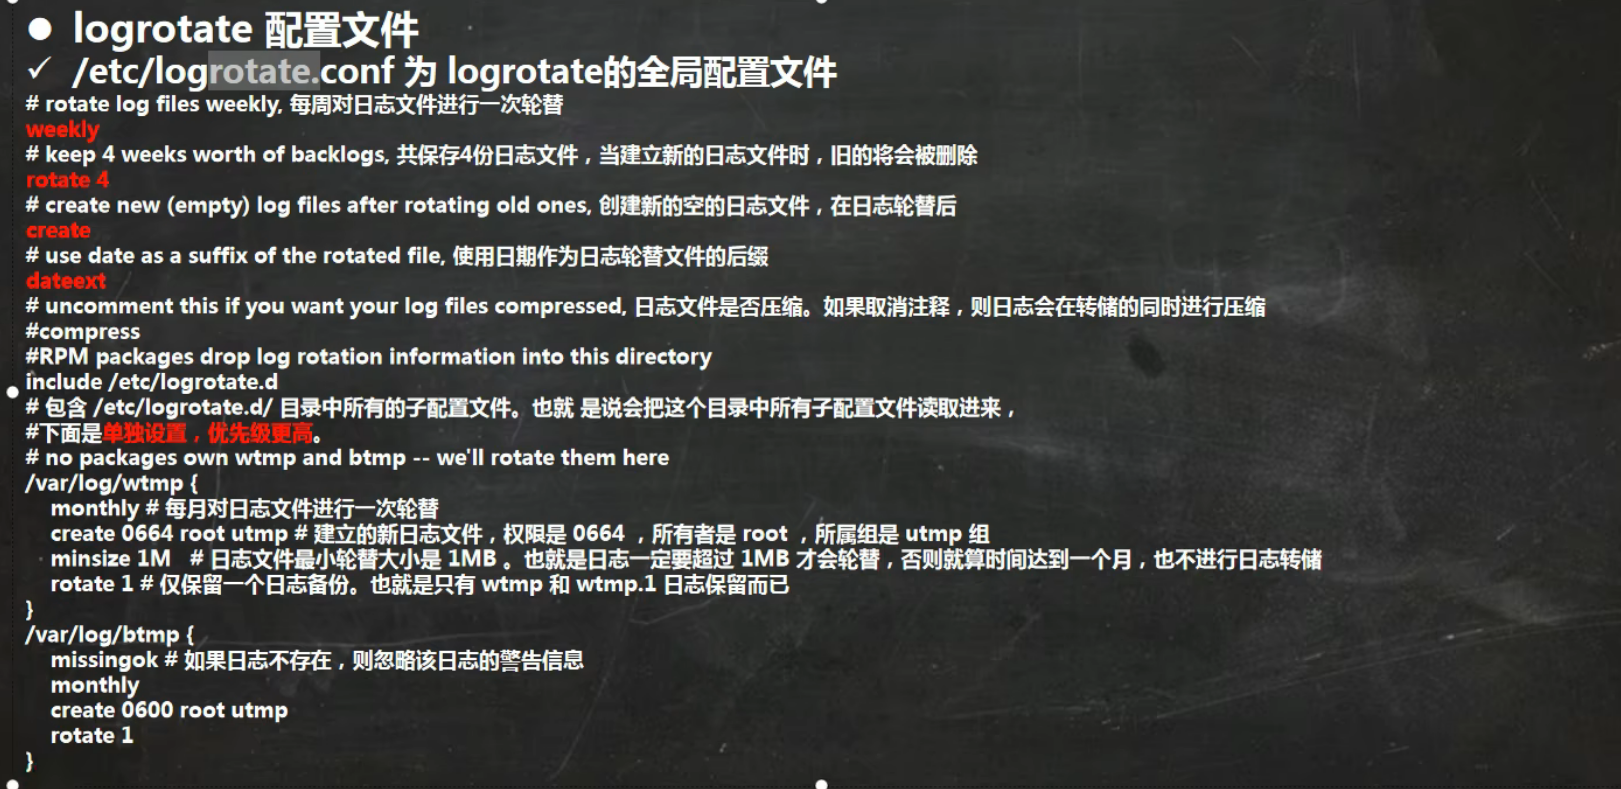 ● logrotate 配置文件
✓ /etc/logrotate.conf 为 logrotate的全局配置文件
# rotate log files weekly, 每周对日志文件进行一次轮替
weekly
# keep 4 weeks worth of backlogs, 共保存4份日志文件，当建立新的日志文件时，旧的将会被删除
rotate 4
# create new (empty) log files after rotating old ones, 创建新的空的日志文件，在日志轮替后
create
# use date as a suffix of the rotated file, 使用日期作为日志轮替文件的后缀
dateext
# uncomment this if you want your log files compressed, 日志文件是否压缩。如果取消注释，则日志会在转储的同时进行压缩
#compress
#RPM packages drop log rotation information into this directory
include /etc/logrotate.d
# 包含 /etc/logrotate.d/ 目录中所有的子配置文件。也就 是说会把这个目录中所有子配置文件读取进来，
#下面是单独设置，优先级更高。
# no packages own wtmp and btmp -- we'll rotate them here
/var/log/wtmp {
monthly # 每月对日志文件进行一次轮替
create 0664 root utmp # 建立的新日志文件，权限是 0664 ，所有者是 root ，所属组是 utmp 组
minsize 1M # 日志文件最小轮替大小是 1MB 。也就是日志一定要超过 1MB 才会轮替，否则就算时间达到一个月，也不进行日志转储
rotate 1 # 仅保留一个日志备份。也就是只有 wtmp 和 wtmp.1 日志保留而已
}
/var/log/btmp {
missingok # 如果日志不存在，则忽略该日志的警告信息
monthly
create 0600 root utmp
rotate 1
}